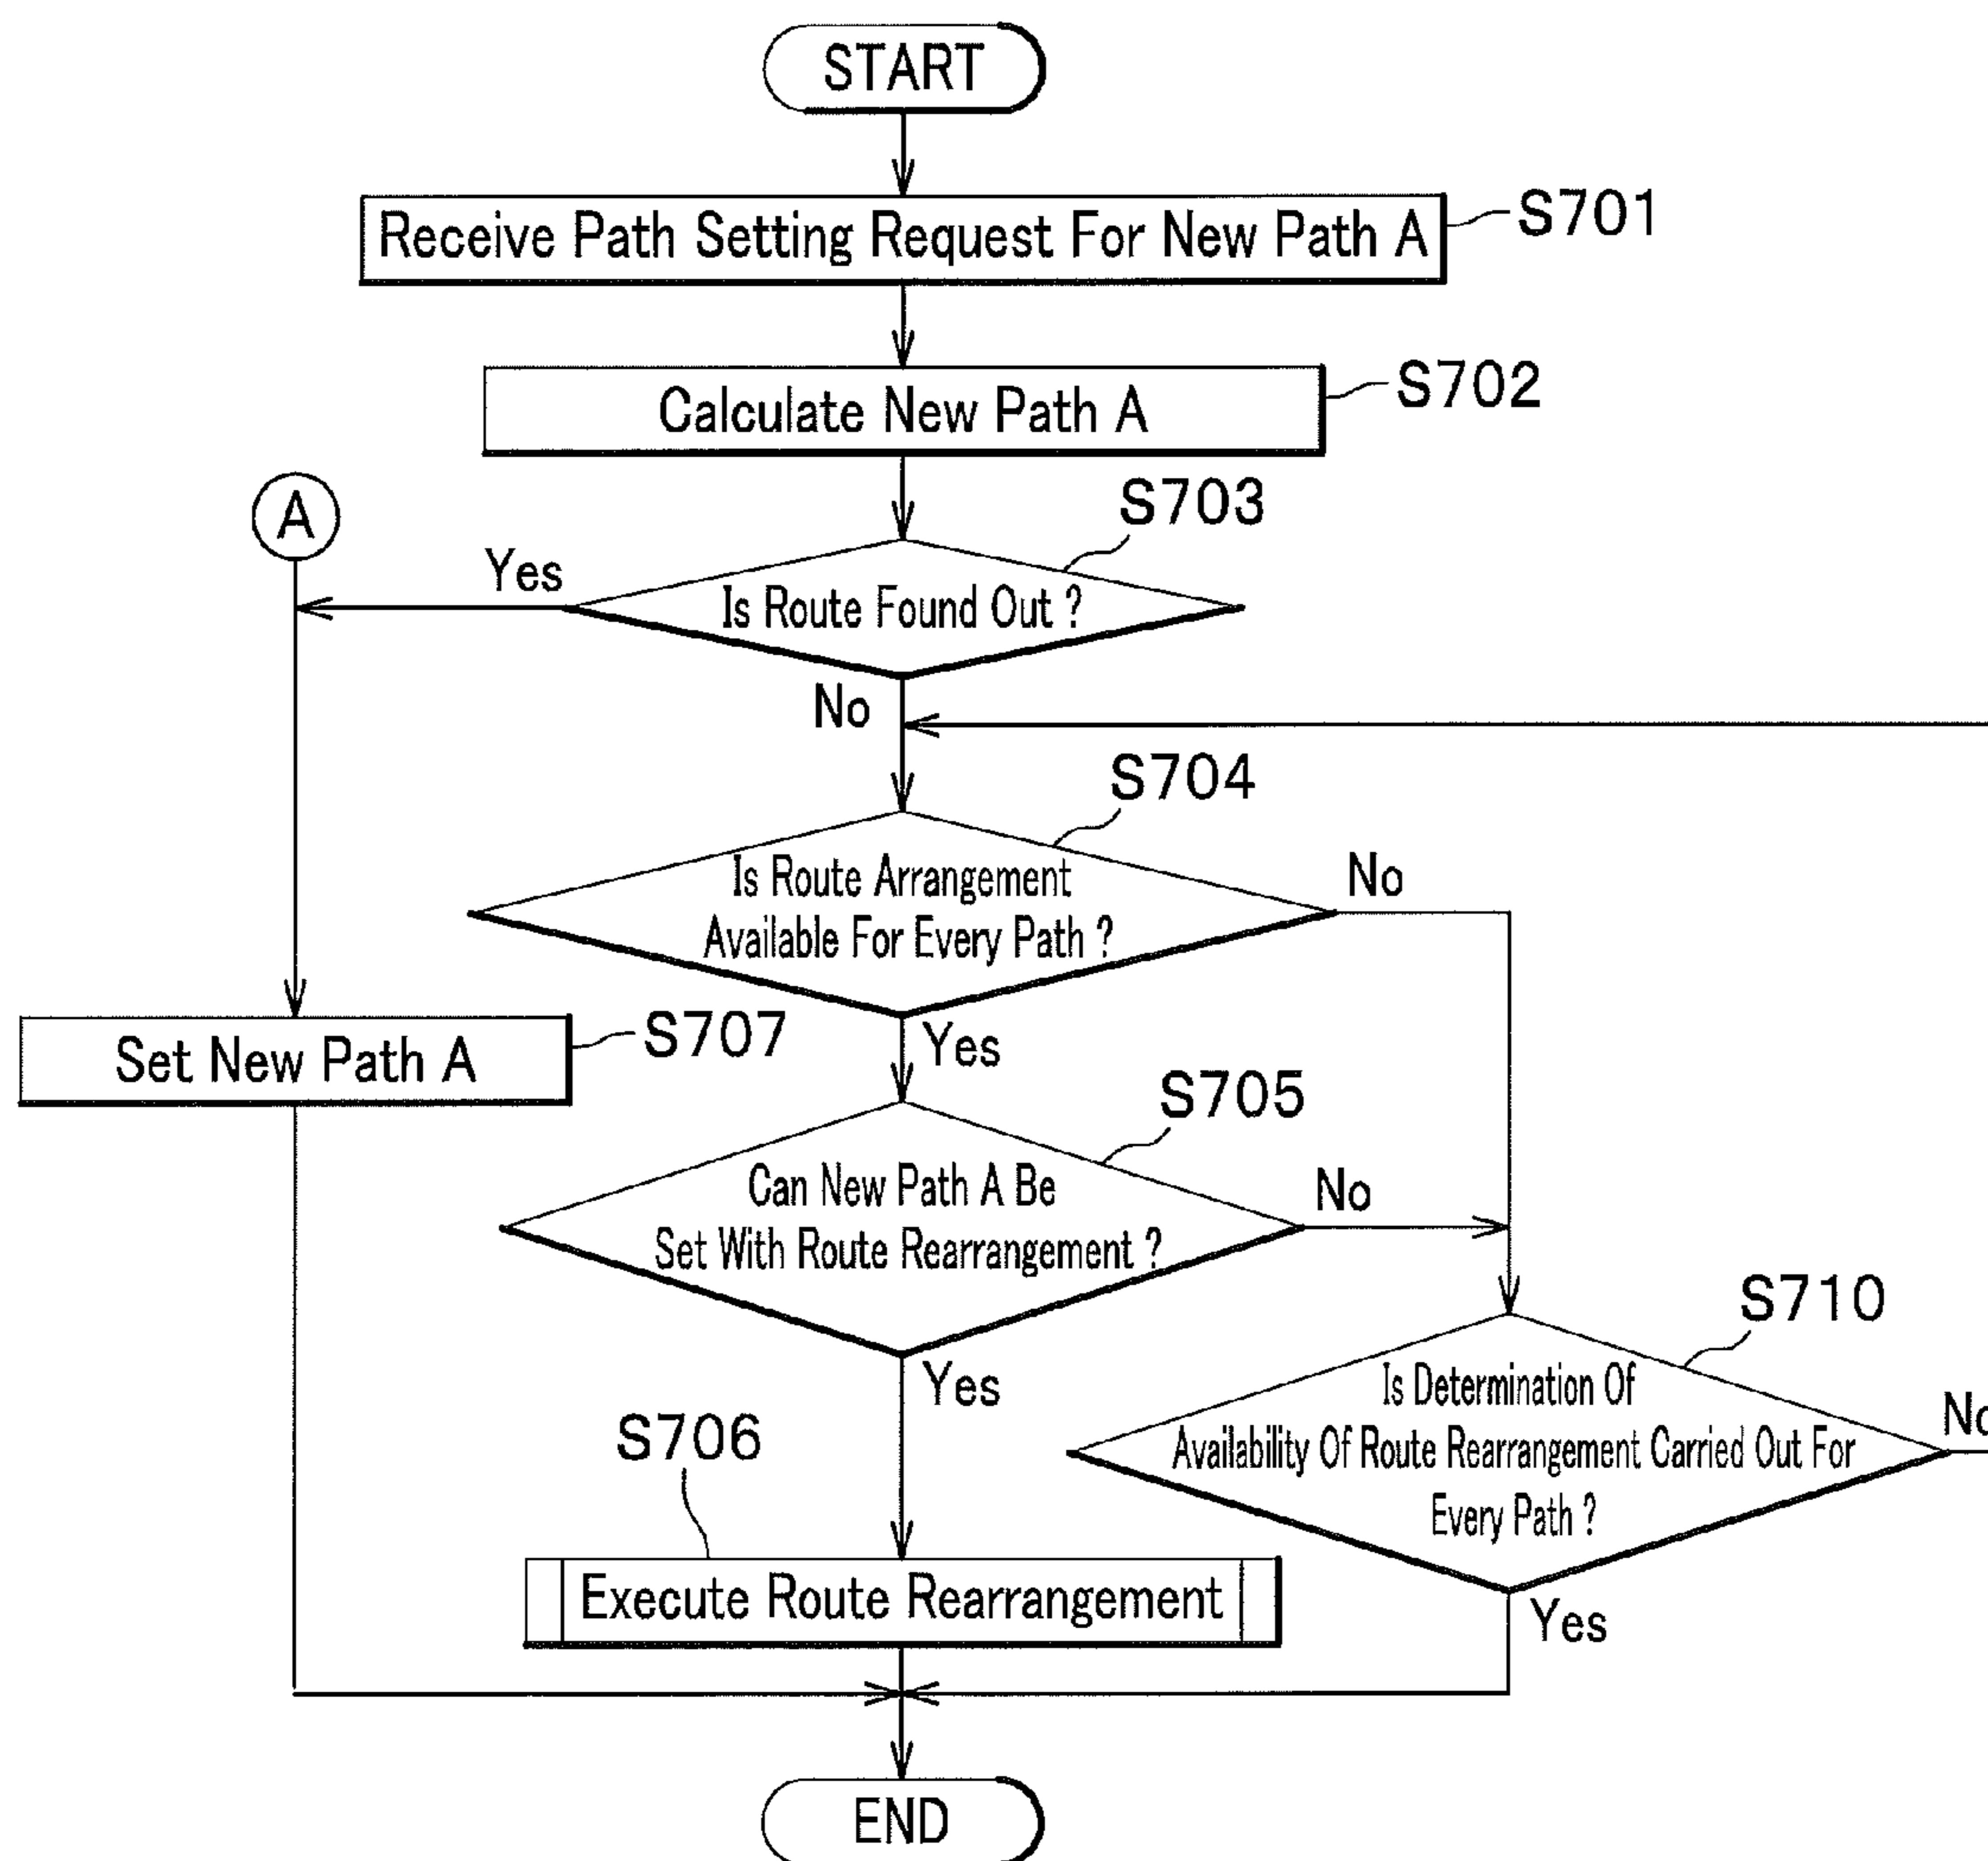 START
Receive Path Setting Request For New Path A
S701
Calculate New Path A
S702
A
S703
Yes
Is Route Found Out ?
No
S704
Is Route Arrangement
Available For Every Path ?
No
Set New Path A
S707
Yes
S705
Can New Path A Be
Set With Route Rearrangement ?
No
S710
Yes
Is Determination Of
Availability Of Route Rearrangement Carried Out For
Every Path ?
No
S706
Execute Route Rearrangement
Yes
END